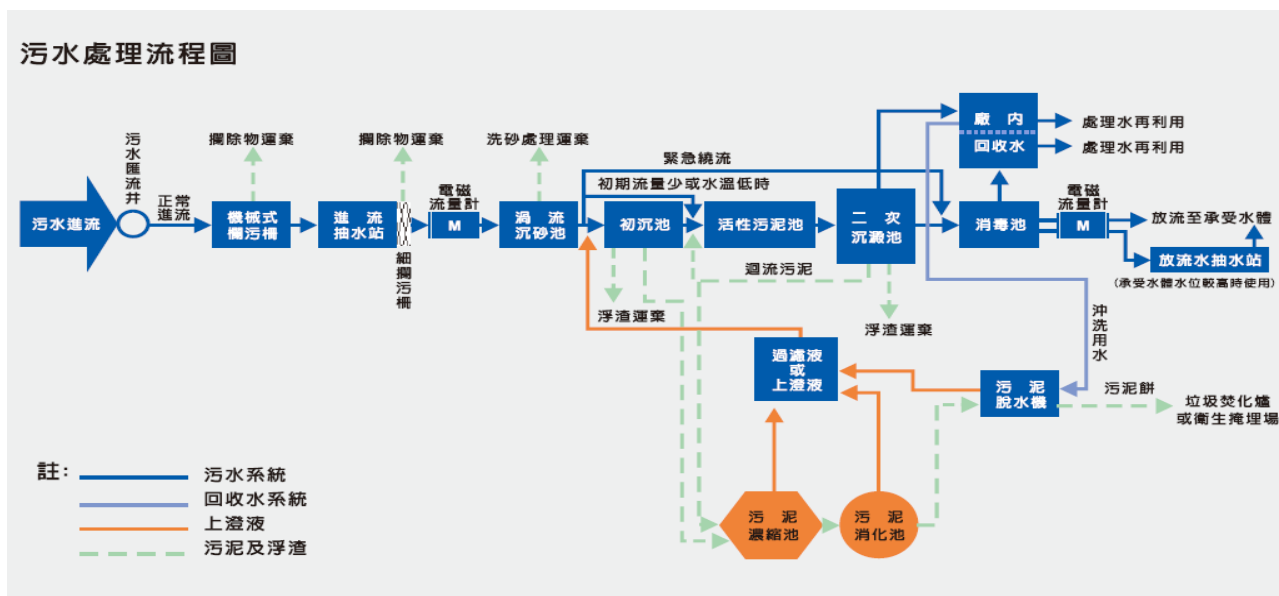 污水處理流程圖
污水進流
污水匯流井
正常
進流
攔除物運棄
機械式
欄污柵
攔除物運棄
進流
抽水站
細攔污柵
電磁
流量計
M
洗砂處理運棄
渦流
沉砂池
緊急繞流
初期流量少或水溫低時
初沉池
浮渣運棄
活性污泥池
迴流污泥
二次
沉澱池
浮渣運棄
廠內
回收水
處理水再利用
處理水再利用
消毒池
電磁
流量計
M
放流至承受水體
放流水抽水站
(承受水體水位較高時使用)
沖洗用水
過濾液
或
上澄液
污泥
脫水機
污泥餅
垃圾焚化爐
或衛生掩埋場
污泥
濃縮池
污泥
消化池
註:
污水系統
回收水系統
上澄液
污泥及浮渣